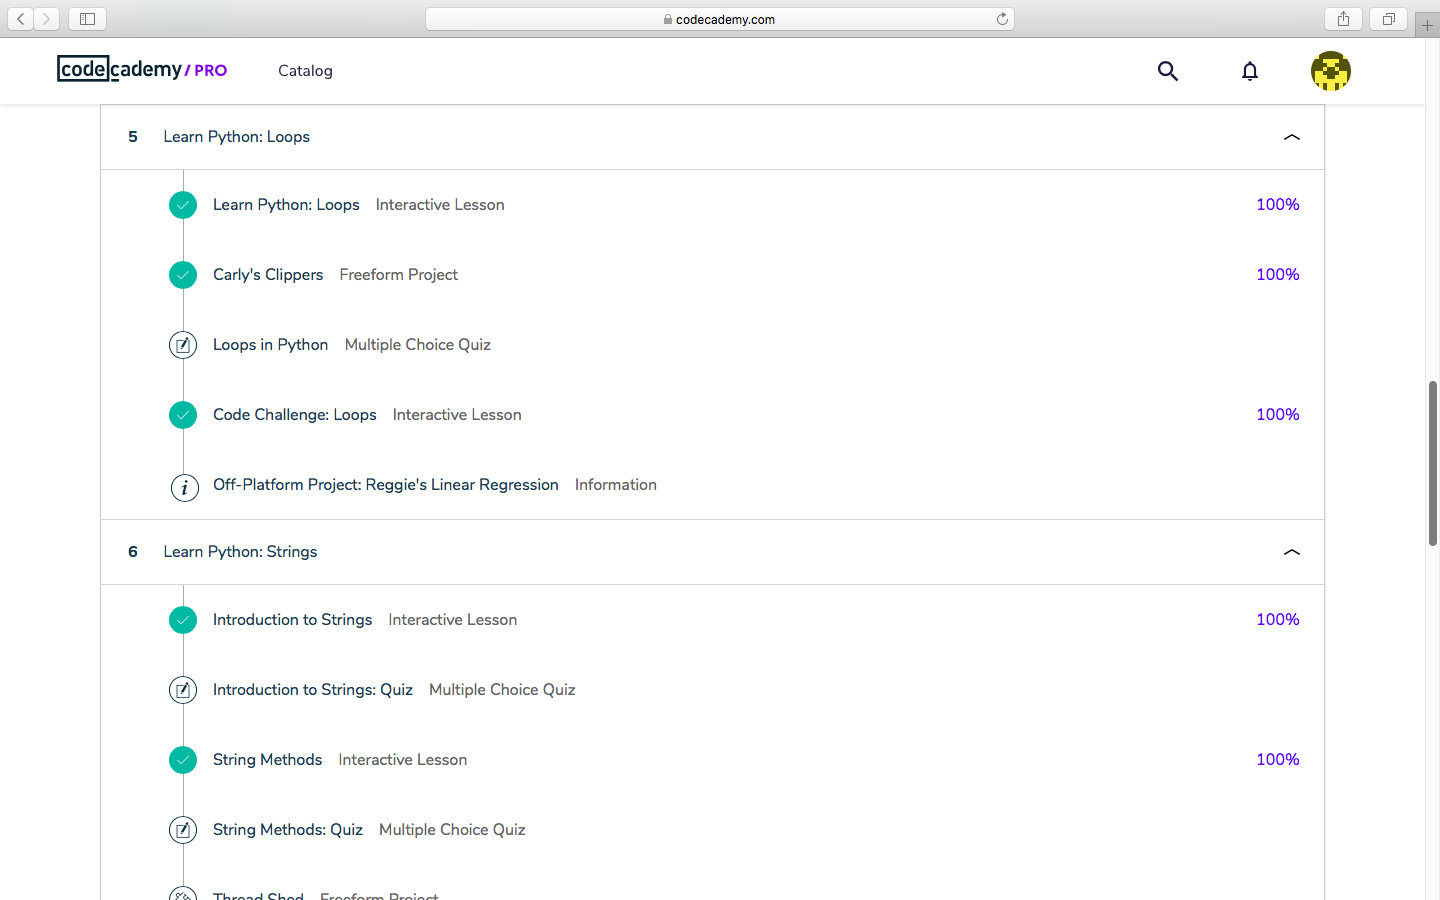 codecademy.com
codecademy / PRO
Catalog
5 Learn Python: Loops
Learn Python: Loops Interactive Lesson 100%
Carly's Clippers Freeform Project 100%
Loops in Python Multiple Choice Quiz
Code Challenge: Loops Interactive Lesson 100%
Off-Platform Project: Reggie's Linear Regression Information
6 Learn Python: Strings
Introduction to Strings Interactive Lesson 100%
Introduction to Strings: Quiz Multiple Choice Quiz
String Methods Interactive Lesson 100%
String Methods: Quiz Multiple Choice Quiz
Thread Shed Freeform Project